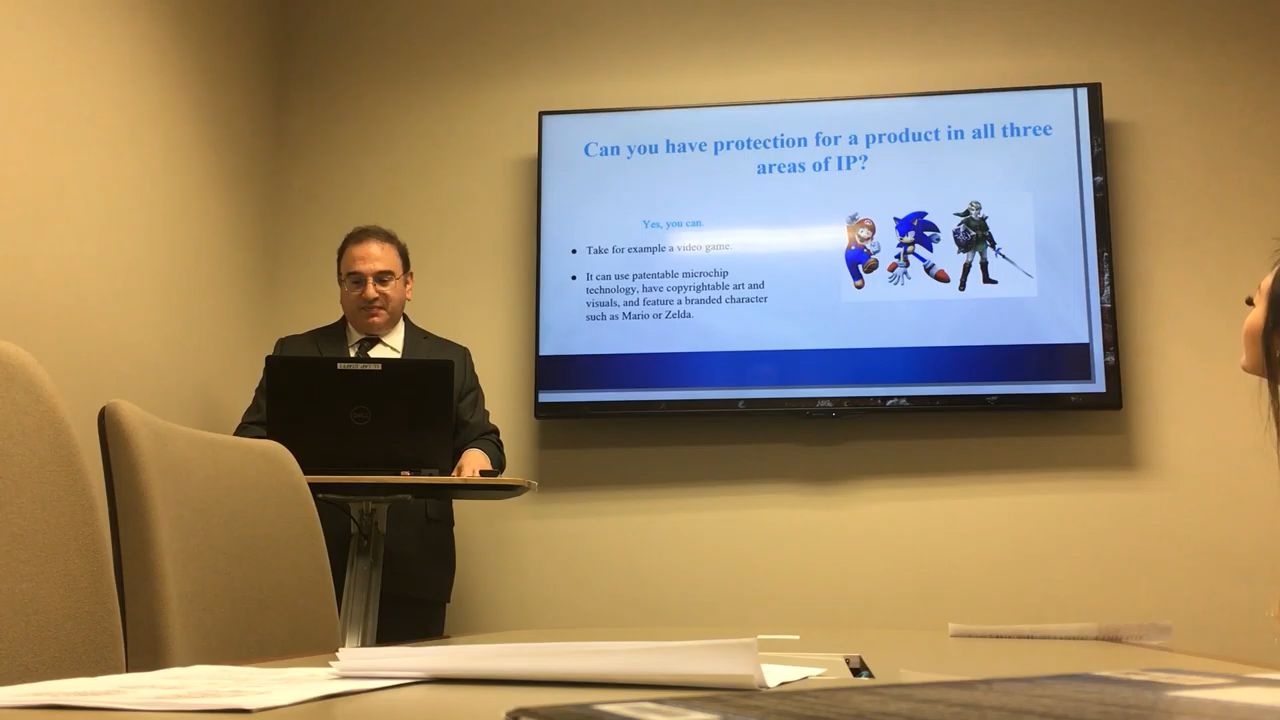 Can you have protection for a product in all three
areas of IP?
Yes, you can.
Take for example a video game.
It can use patentable microchip
technology, have copyrightable art and
visuals, and feature a branded character
such as Mario or Zelda.
DELL